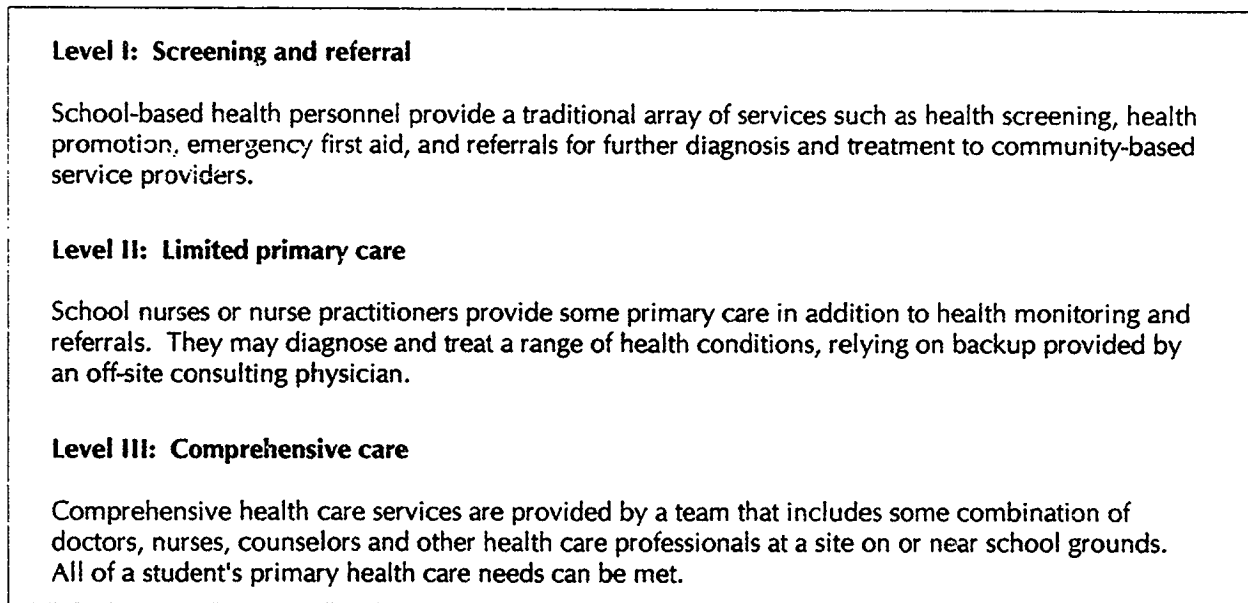 Level I: Screening and referral
School-based health personnel provide a traditional array of services such as health screening, health
promotion, emergency first aid, and referrals for further diagnosis and treatment to community-based
service providers.
Level II: Limited primary care
School nurses or nurse practitioners provide some primary care in addition to health monitoring and
referrals. They may diagnose and treat a range of health conditions, relying on backup provided by
an off-site consulting physician.
Level III: Comprehensive care
Comprehensive health care services are provided by a team that includes some combination of
doctors, nurses, counselors and other health care professionals at a site on or near school grounds.
All of a student's primary health care needs can be met.